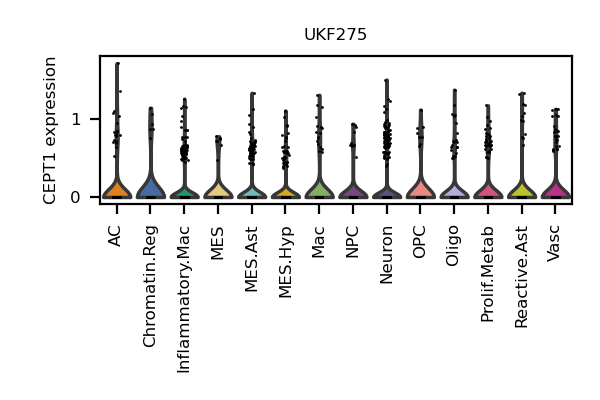 UKF275
CEPT1 expression
1
0
AC
Chromatin.Reg
Inflammatory.Mac
MES
MES.Ast
MES.Hyp
Mac
NPC
Neuron
OPC
Oligo
Prolif.Metab
Reactive.Ast
Vasc